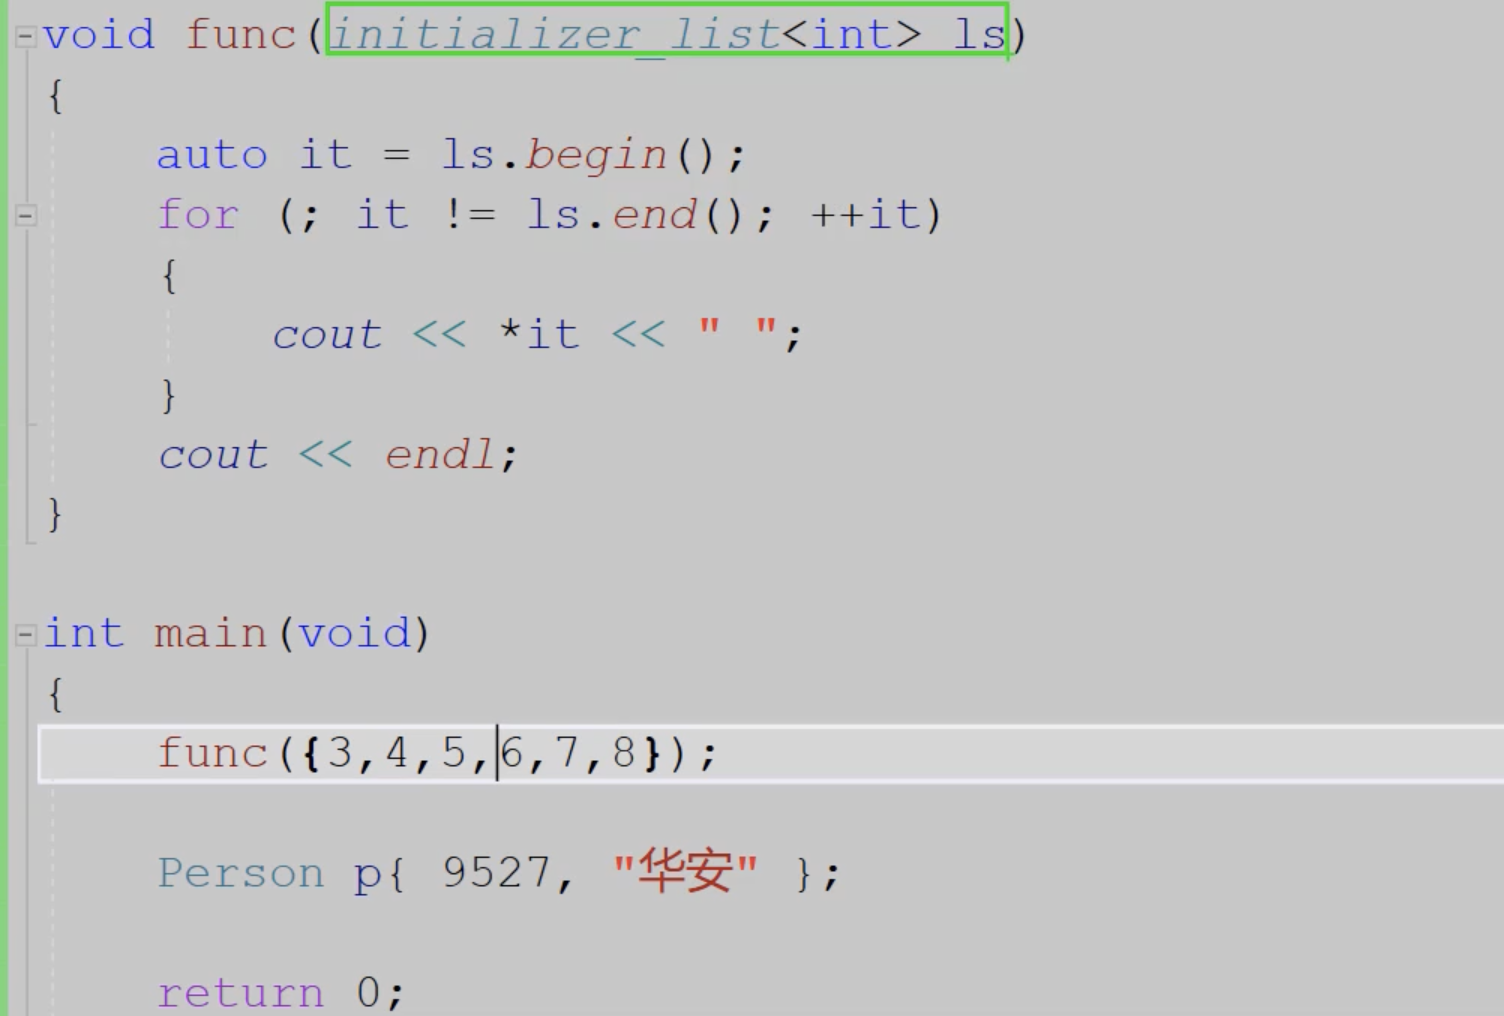 void func(initializer_list<int> ls)
{
    auto it = ls.begin();
    for (; it != ls.end(); ++it)
    {
        cout << *it << " ";
    }
    cout << endl;
}
int main(void)
{
    func({3,4,5,6,7,8});
    Person p{ 9527, "华安" };
    return 0;